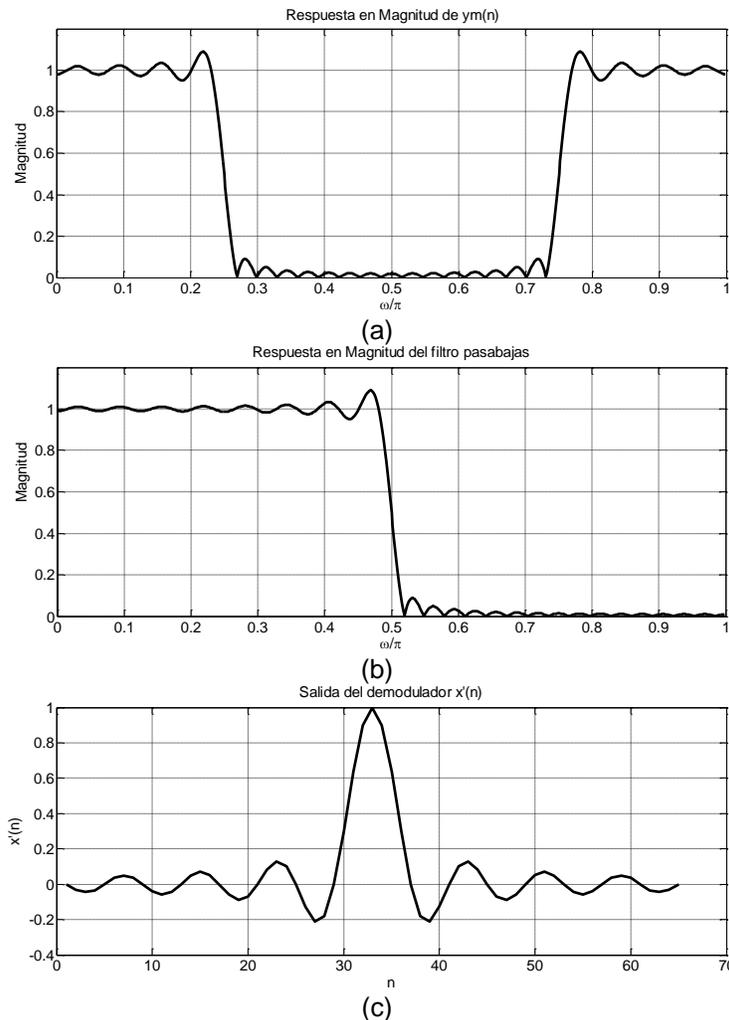 Respuesta en Magnitud de ym(n)
Magnitud
1
0.8
0.6
0.4
0.2
0
0 0.1 0.2 0.3 0.4 0.5 0.6 0.7 0.8 0.9 1
ω/π
(a)
Respuesta en Magnitud del filtro pasabajas
Magnitud
1
0.8
0.6
0.4
0.2
0
0 0.1 0.2 0.3 0.4 0.5 0.6 0.7 0.8 0.9 1
ω/π
(b)
Salida del demodulador x'(n)
x'(n)
1
0.8
0.6
0.4
0.2
0
-0.2
-0.4
0 10 20 30 40 50 60 70
n
(c)